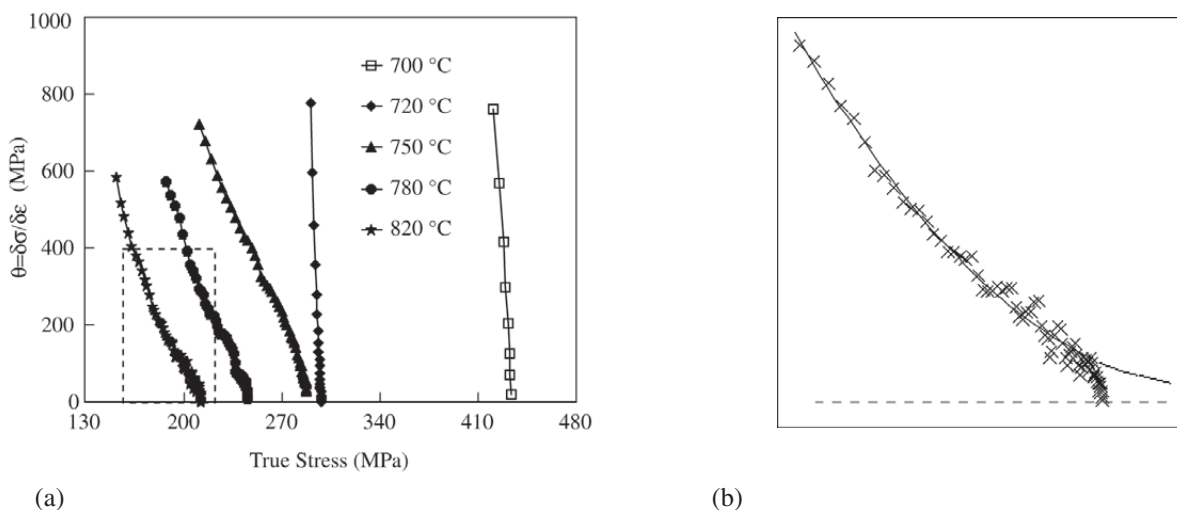 1000
800
600
400
200
0
θ=δσ/δε (MPa)
700 °C
720 °C
750 °C
780 °C
820 °C
130 200 270 340 410 480
True Stress (MPa)
(a)
(b)